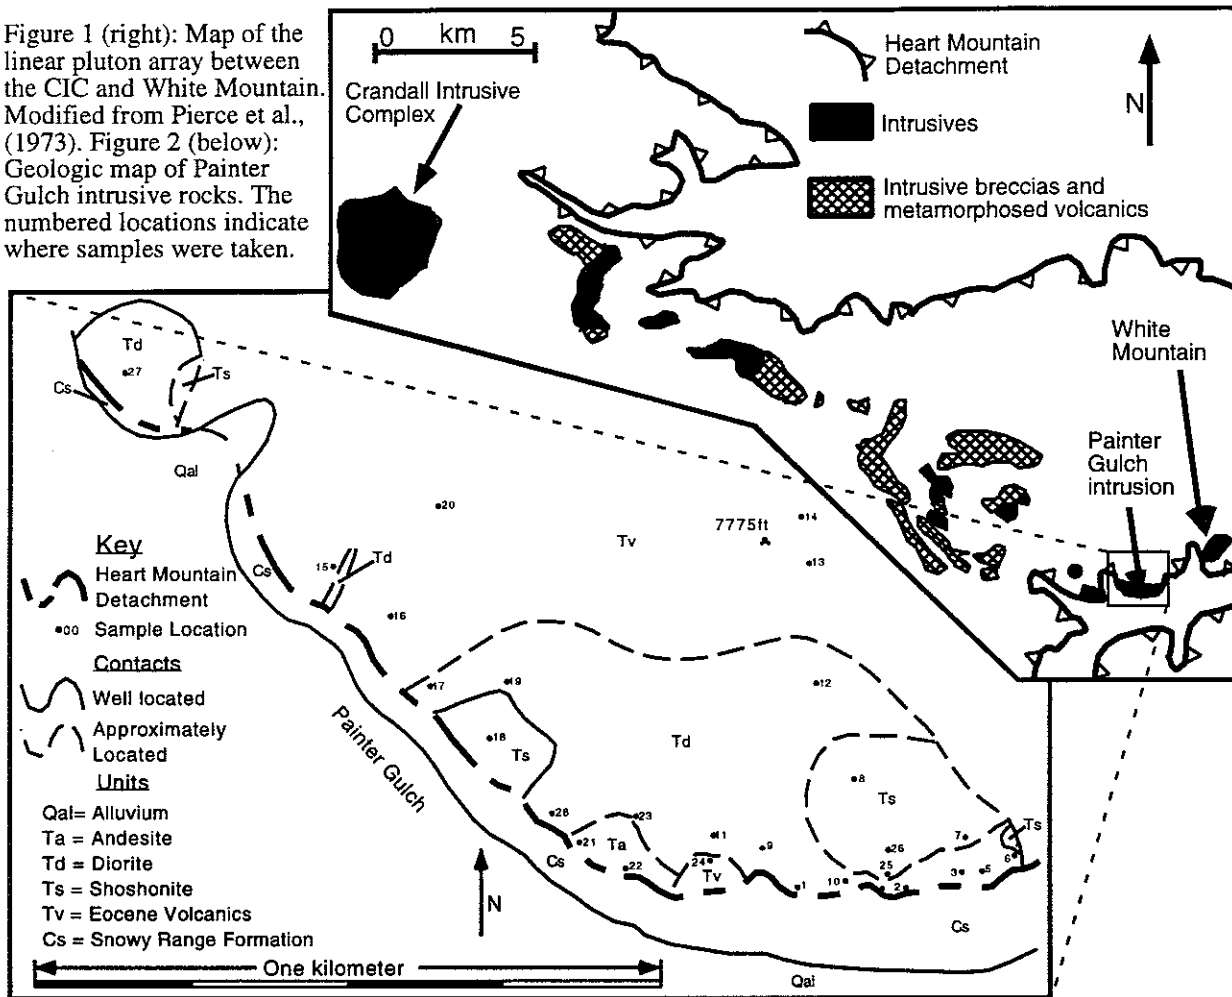 Figure 1 (right): Map of the
linear pluton array between
the CIC and White Mountain.
Modified from Pierce et al.,
(1973). Figure 2 (below):
Geologic map of Painter
Gulch intrusive rocks. The
numbered locations indicate
where samples were taken.
0 km 5
Crandall Intrusive
Complex
Heart Mountain
Detachment
Intrusives
Intrusive breccias and
metamorphosed volcanics
N
White
Mountain
Painter
Gulch
intrusion
Td
27
Ts
Cs
Qal
20
Tv
7775ft
14
13
Cs
15
Td
16
17
19
12
18
Ts
Td
8
Ts
Painter Gulch
28
23
21
Ta
22
11
24
Tv
9
1
10
26
25
2
7
3
5
6
Ts
Cs
Cs
Qal
N
Key
Heart Mountain
Detachment
00 Sample Location
Contacts
Well located
Approximately
Located
Units
Qal= Alluvium
Ta = Andesite
Td = Diorite
Ts = Shoshonite
Tv = Eocene Volcanics
Cs = Snowy Range Formation
One kilometer